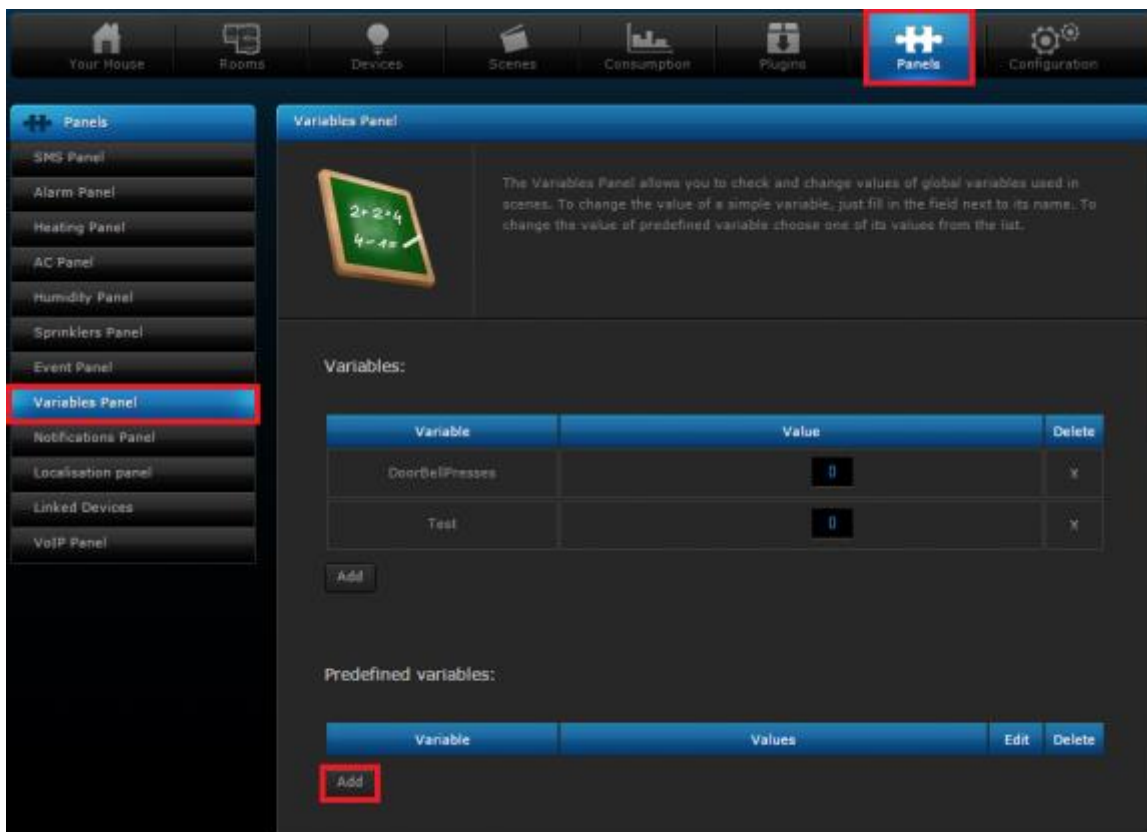 Your House Rooms Devices Scenes Consumption Plugins Panels Configuration
Panels
SMS Panel
Alarm Panel
Heating Panel
AC Panel
Humidity Panel
Sprinklers Panel
Event Panel
Variables Panel
Notifications Panel
Localisation panel
Linked Devices
VoIP Panel
Variables Panel
2+2=4
4-1=
The Variables Panel allows you to check and change values of global variables used in
scenes. To change the value of a simple variable, just fill in the field next to its name. To
change the value of predefined variable choose one of its values from the list.
Variables:
Variable Value Delete
DoorBellPresses 0 X
Test 0 X
Add
Predefined variables:
Variable Values Edit Delete
Add